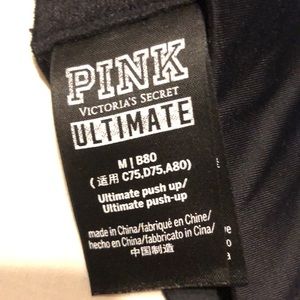 PINK
VICTORIA'S SECRET
ULTIMATE
M | B80
(适用 C75,D75,A80)
Ultimate push up/
Ultimate push-up
made in China/fabriqué en Chine/
hecho en China/fabbricato in Cina/
中国制造